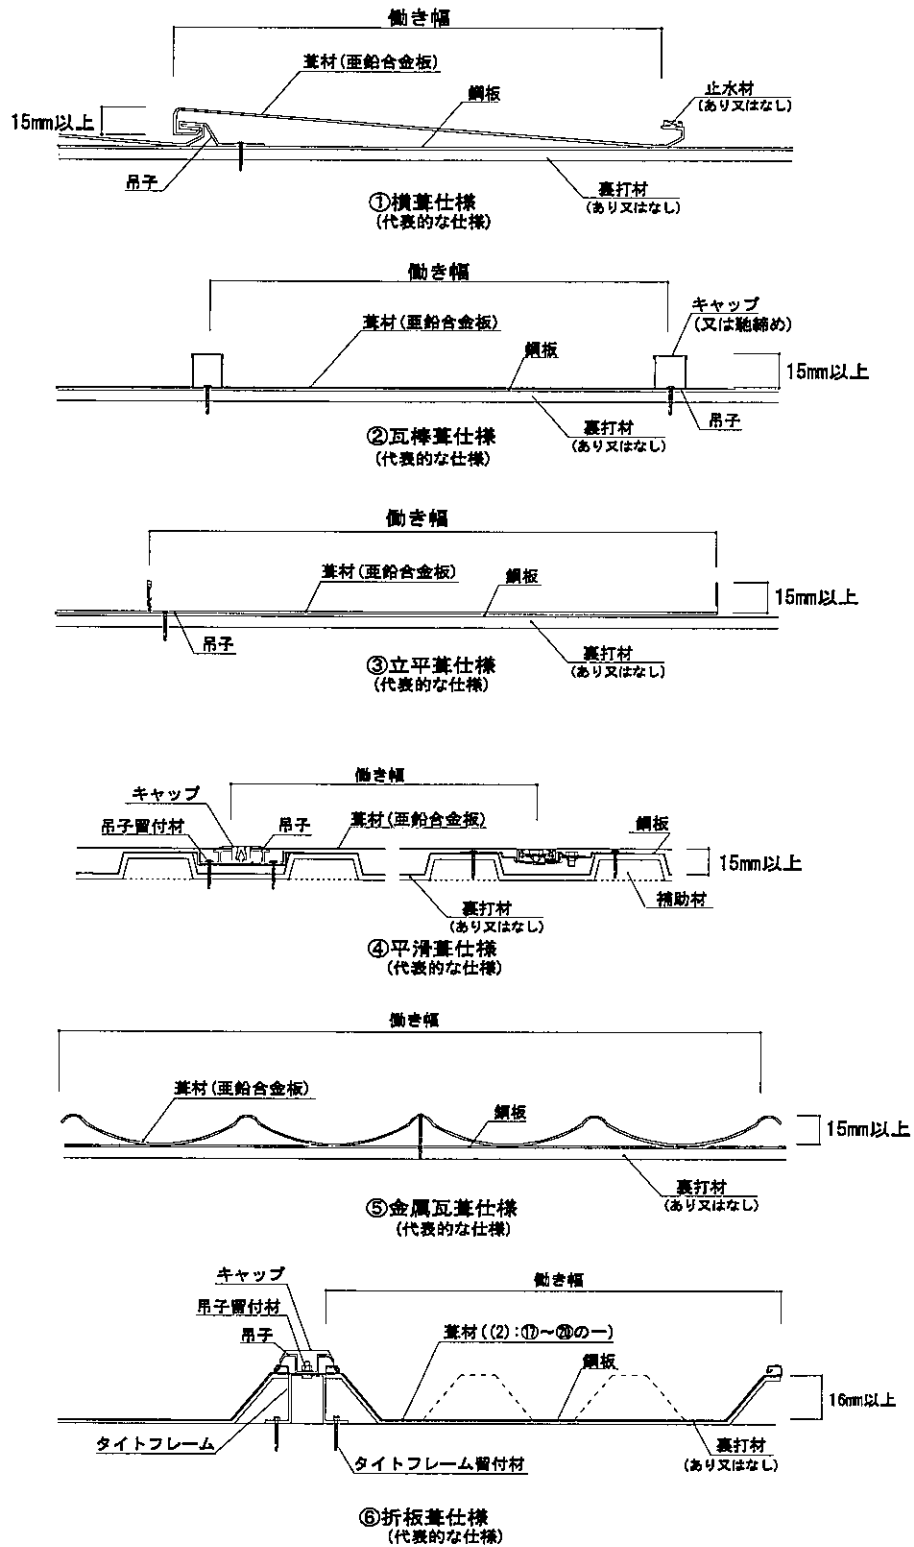 働き幅
葺材(亜鉛合金板)
鋼板
止水材
(あり又はなし)
15mm以上
吊子
裏打材
(あり又はなし)
①横葺仕様
(代表的な仕様)
働き幅
葺材(亜鉛合金板)
鋼板
キャップ
(又は馳締め)
15mm以上
吊子
裏打材
(あり又はなし)
②瓦棒葺仕様
(代表的な仕様)
働き幅
葺材(亜鉛合金板)
鋼板
15mm以上
吊子
裏打材
(あり又はなし)
③立平葺仕様
(代表的な仕様)
働き幅
キャップ
吊子留付材
吊子
葺材(亜鉛合金板)
鋼板
15mm以上
補助材
裏打材
(あり又はなし)
④平滑葺仕様
(代表的な仕様)
働き幅
葺材(亜鉛合金板)
鋼板
15mm以上
裏打材
(あり又はなし)
⑤金属瓦葺仕様
(代表的な仕様)
キャップ
働き幅
吊子留付材
吊子
葺材((2):⑰〜⑳の一)
鋼板
16mm以上
タイトフレーム
裏打材
(あり又はなし)
タイトフレーム留付材
⑥折板葺仕様
(代表的な仕様)